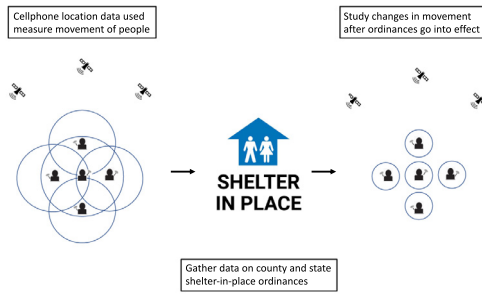 Cellphone location data used
measure movement of people
Study changes in movement
after ordinances go into effect
SHELTER
IN PLACE
Gather data on county and state
shelter-in-place ordinances